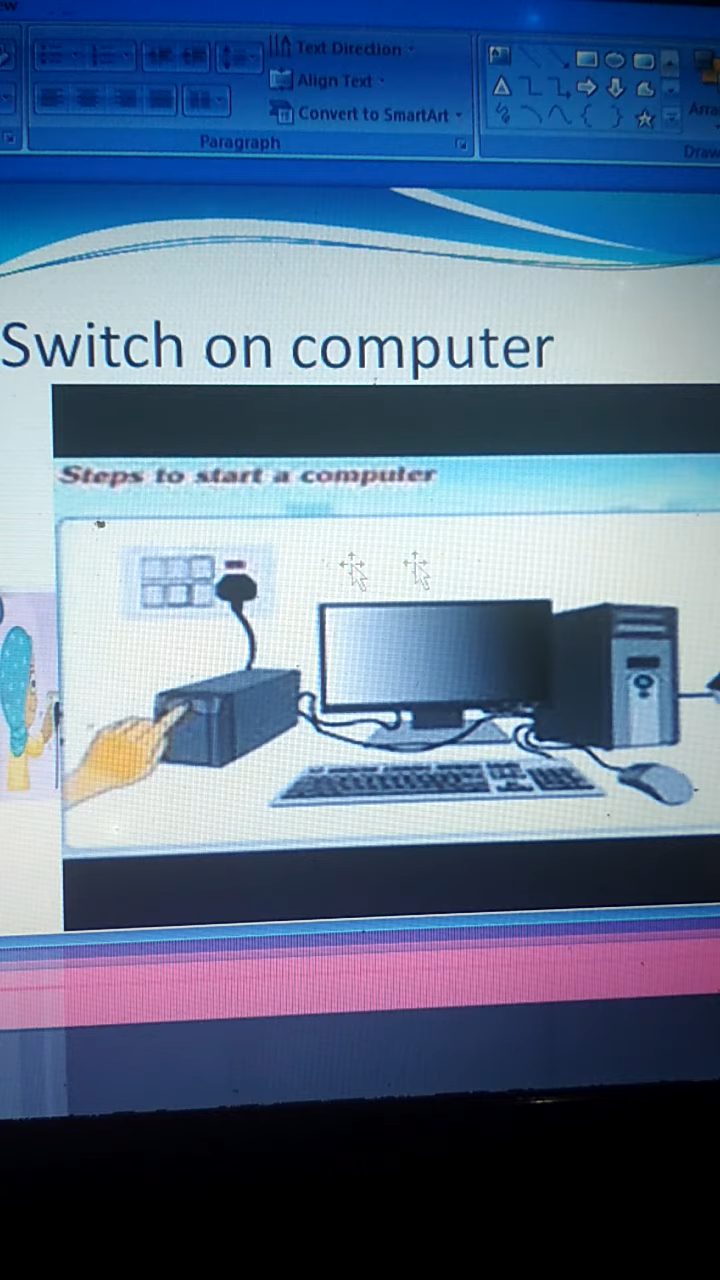 Text Direction
Align Text
Convert to SmartArt
Paragraph
Switch on computer
Steps to start a computer